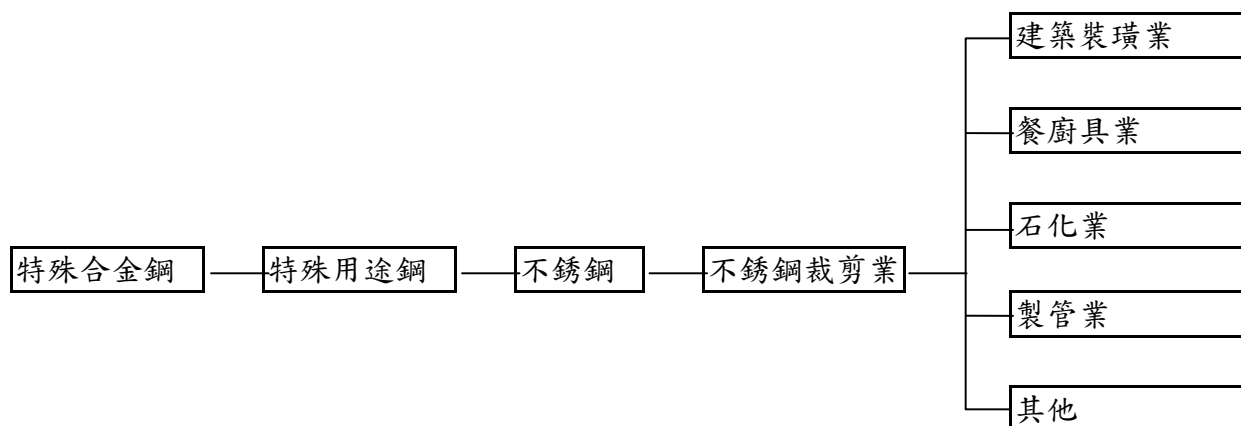 建築裝璜業
餐廚具業
石化業
特殊合金鋼
特殊用途鋼
不銹鋼
不銹鋼裁剪業
製管業
其他